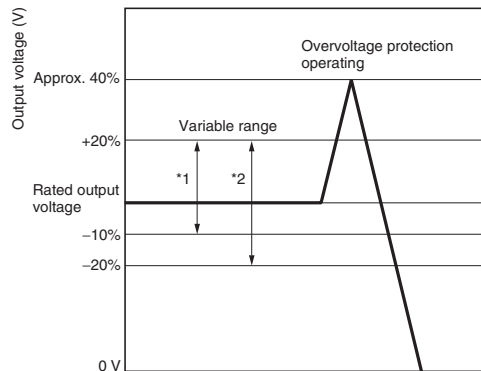 Output voltage (V)
Overvoltage protection
operating
Approx. 40%
Variable range
+20%
*1
*2
Rated output
voltage
−10%
−20%
0 V